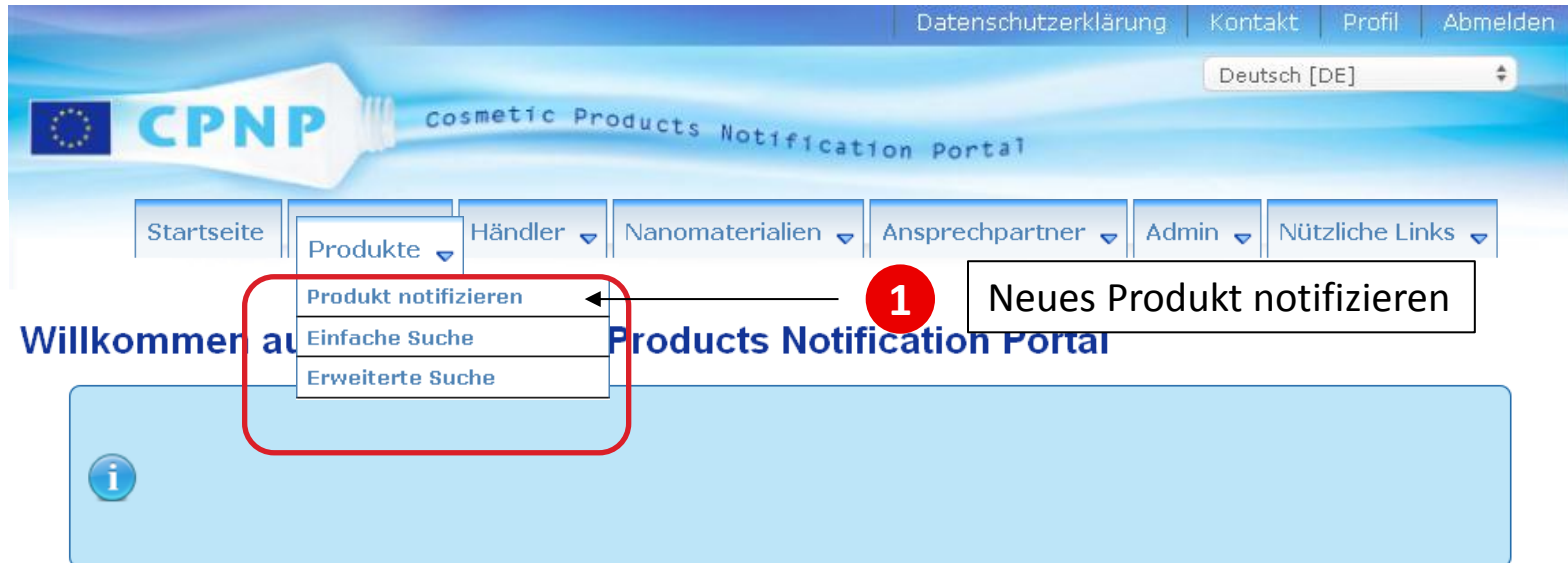 Datenschutzerklärung Kontakt Profil Abmelden
Deutsch [DE]
CPNP Cosmetic Products Notification Portal
Startseite Produkte Händler Nanomaterialien Ansprechpartner Admin Nützliche Links
Produkt notifizieren
1 Neues Produkt notifizieren
Einfache Suche
Willkommen au Products Notification Portal
Erweiterte Suche
i